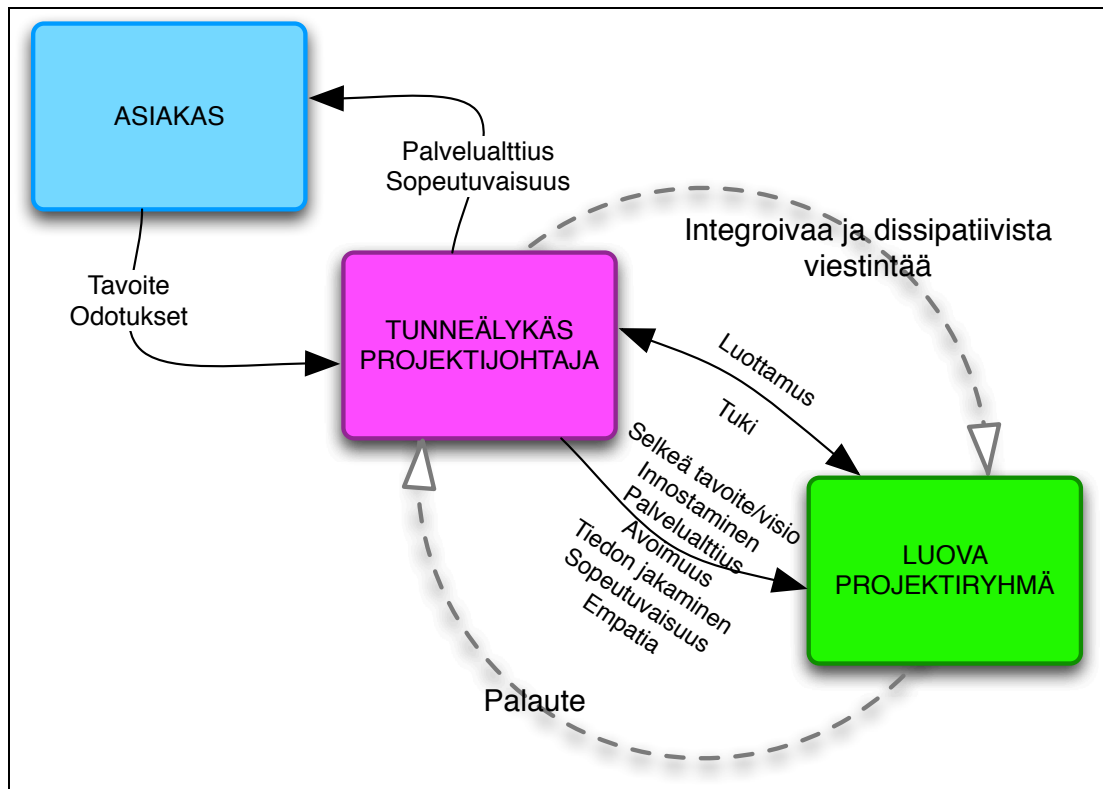 ASIAKAS
Palvelualttius
Sopeutuvaisuus
Tavoite
Odotukset
Integroivaa ja dissipatiivista
viestintää
TUNNEÄLYKÄS
PROJEKTIJOHTAJA
Luottamus
Tuki
Selkeä tavoite/visio
Innostaminen
Palvelualttius
Avoimuus
Tiedon jakaminen
Sopeutuvaisuus
Empatia
LUOVA
PROJEKTIRYHMÄ
Palaute